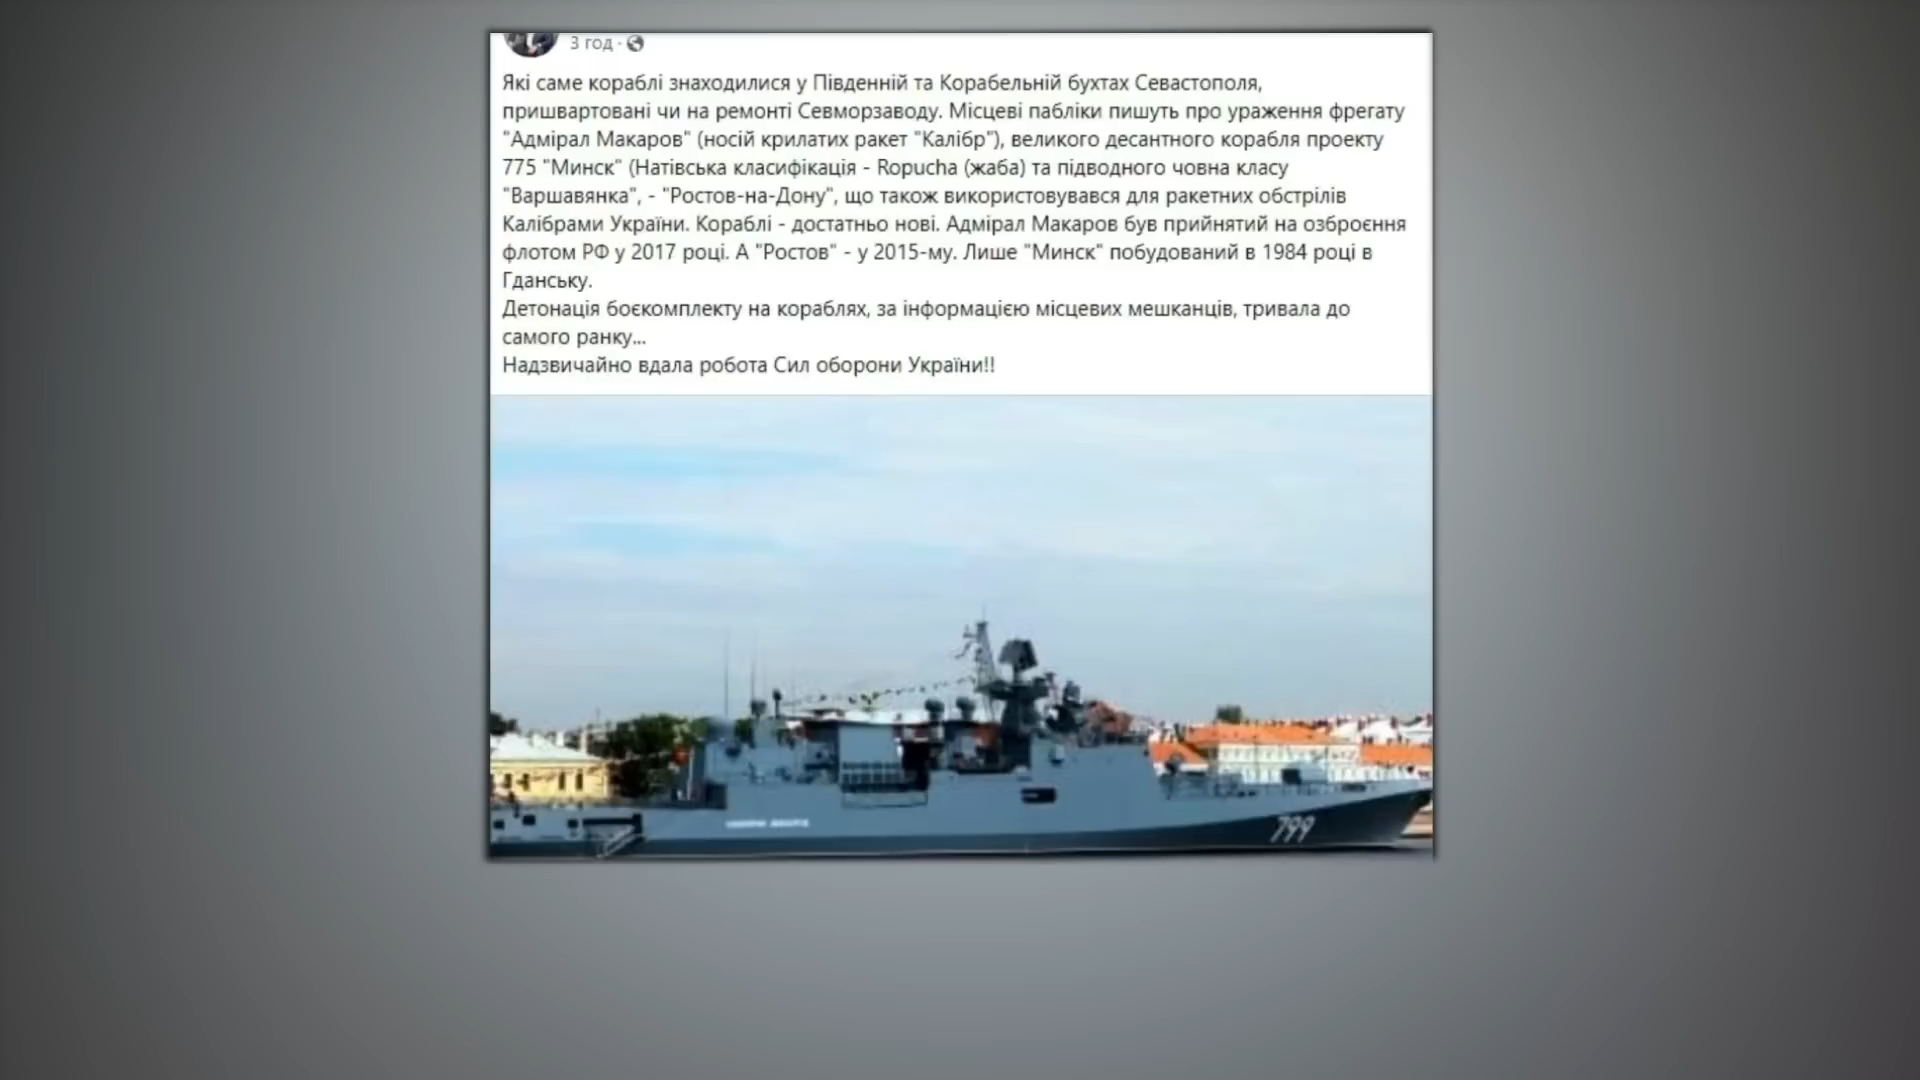 3 год ·
Які саме кораблі знаходилися у Південній та Корабельній бухтах Севастополя,
пришвартовані чи на ремонті Севморзаводу. Місцеві пабліки пишуть про ураження фрегату
"Адмірал Макаров" (носій крилатих ракет "Калібр"), великого десантного корабля проекту
775 "Минск" (Натівська класифікація - Ropucha (жаба) та підводного човна класу
"Варшавянка", - "Ростов-на-Дону", що також використовувався для ракетних обстрілів
Калібрами України. Кораблі - достатньо нові. Адмірал Макаров був прийнятий на озброєння
флотом РФ у 2017 році. А "Ростов" - у 2015-му. Лише "Минск" побудований в 1984 році в
Гданську.
Детонація боєкомплекту на кораблях, за інформацією місцевих мешканців, тривала до
самого ранку...
Надзвичайно вдала робота Сил оборони України!!
799